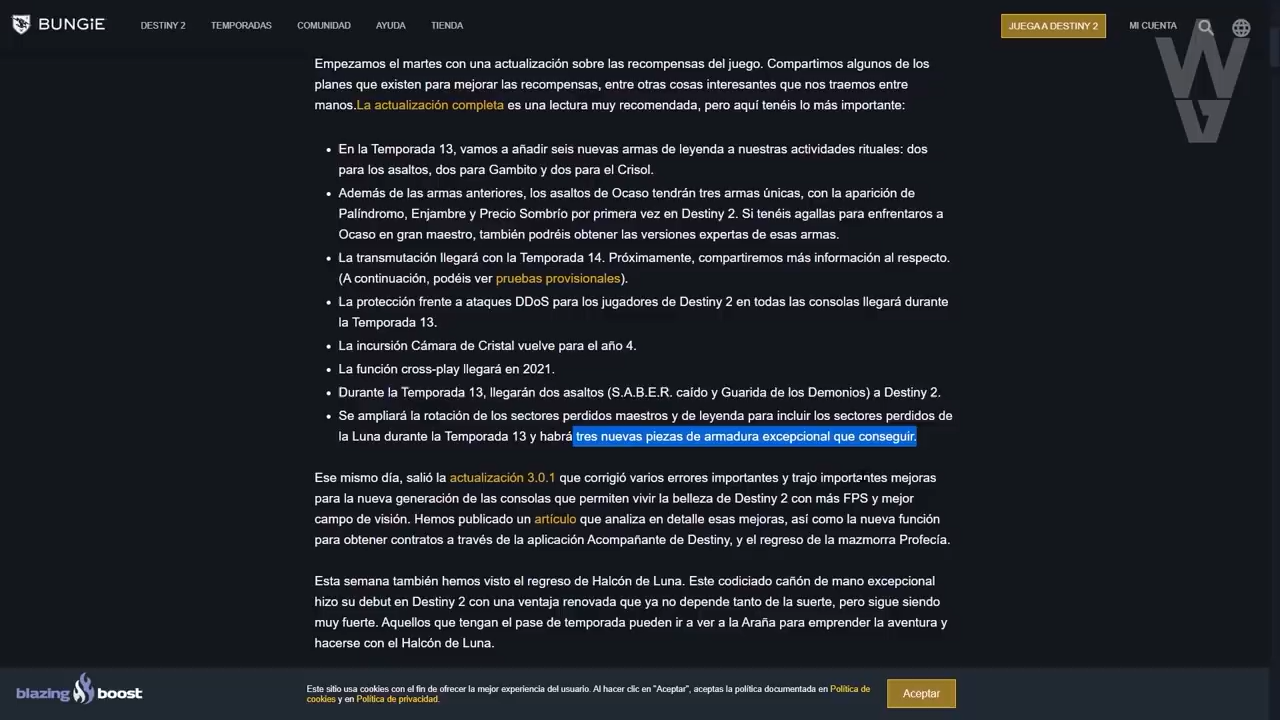 BUNGiE DESTINY 2 TEMPORADAS COMUNIDAD AYUDA TIENDA JUEGA A DESTINY 2 MI CUENTA
W
G
Empezamos el martes con una actualización sobre las recompensas del juego. Compartimos algunos de los
planes que existen para mejorar las recompensas, entre otras cosas interesantes que nos traemos entre
manos.La actualización completa es una lectura muy recomendada, pero aquí tenéis lo más importante:
• En la Temporada 13, vamos a añadir seis nuevas armas de leyenda a nuestras actividades rituales: dos
para los asaltos, dos para Gambito y dos para el Crisol.
• Además de las armas anteriores, los asaltos de Ocaso tendrán tres armas únicas, con la aparición de
Palíndromo, Enjambre y Precio Sombrío por primera vez en Destiny 2. Si tenéis agallas para enfrentaros a
Ocaso en gran maestro, también podréis obtener las versiones expertas de esas armas.
• La transmutación llegará con la Temporada 14. Próximamente, compartiremos más información al respecto.
(A continuación, podéis ver pruebas provisionales).
• La protección frente a ataques DDoS para los jugadores de Destiny 2 en todas las consolas llegará durante
la Temporada 13.
• La incursión Cámara de Cristal vuelve para el año 4.
• La función cross-play llegará en 2021.
• Durante la Temporada 13, llegarán dos asaltos (S.A.B.E.R. caído y Guarida de los Demonios) a Destiny 2.
• Se ampliará la rotación de los sectores perdidos maestros y de leyenda para incluir los sectores perdidos de
la Luna durante la Temporada 13 y habrá tres nuevas piezas de armadura excepcional que conseguir.
Ese mismo día, salió la actualización 3.0.1 que corrigió varios errores importantes y trajo importantes mejoras
para la nueva generación de las consolas que permiten vivir la belleza de Destiny 2 con más FPS y mejor
campo de visión. Hemos publicado un artículo que analiza en detalle esas mejoras, así como la nueva función
para obtener contratos a través de la aplicación Acompañante de Destiny, y el regreso de la mazmorra Profecía.
Esta semana también hemos visto el regreso de Halcón de Luna. Este codiciado cañón de mano excepcional
hizo su debut en Destiny 2 con una ventaja renovada que ya no depende tanto de la suerte, pero sigue siendo
muy fuerte. Aquellos que tengan el pase de temporada pueden ir a ver a la Araña para emprender la aventura y
hacerse con el Halcón de Luna.
blazing boost
Este sitio usa cookies con el fin de ofrecer la mejor experiencia del usuario. Al hacer clic en "Aceptar", aceptas la política documentada en Política de
cookies y en Política de privacidad.
Aceptar